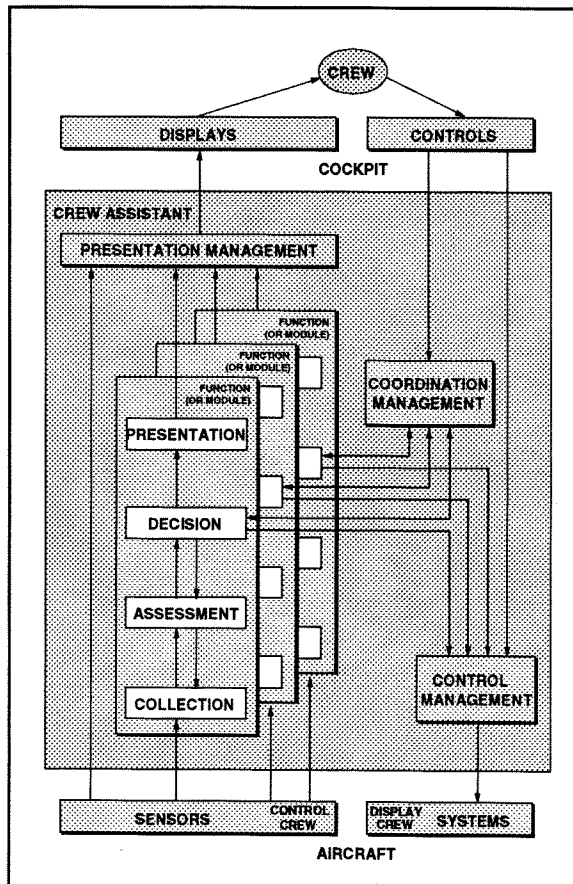 CREW
DISPLAYS
CONTROLS
COCKPIT
CREW ASSISTANT
PRESENTATION MANAGEMENT
FUNCTION
(OR MODULE)
FUNCTION
(OR MODULE)
FUNCTION
(OR MODULE)
COORDINATION
MANAGEMENT
PRESENTATION
DECISION
ASSESSMENT
COLLECTION
CONTROL
MANAGEMENT
SENSORS
CONTROL
CREW
DISPLAY
CREW
SYSTEMS
AIRCRAFT